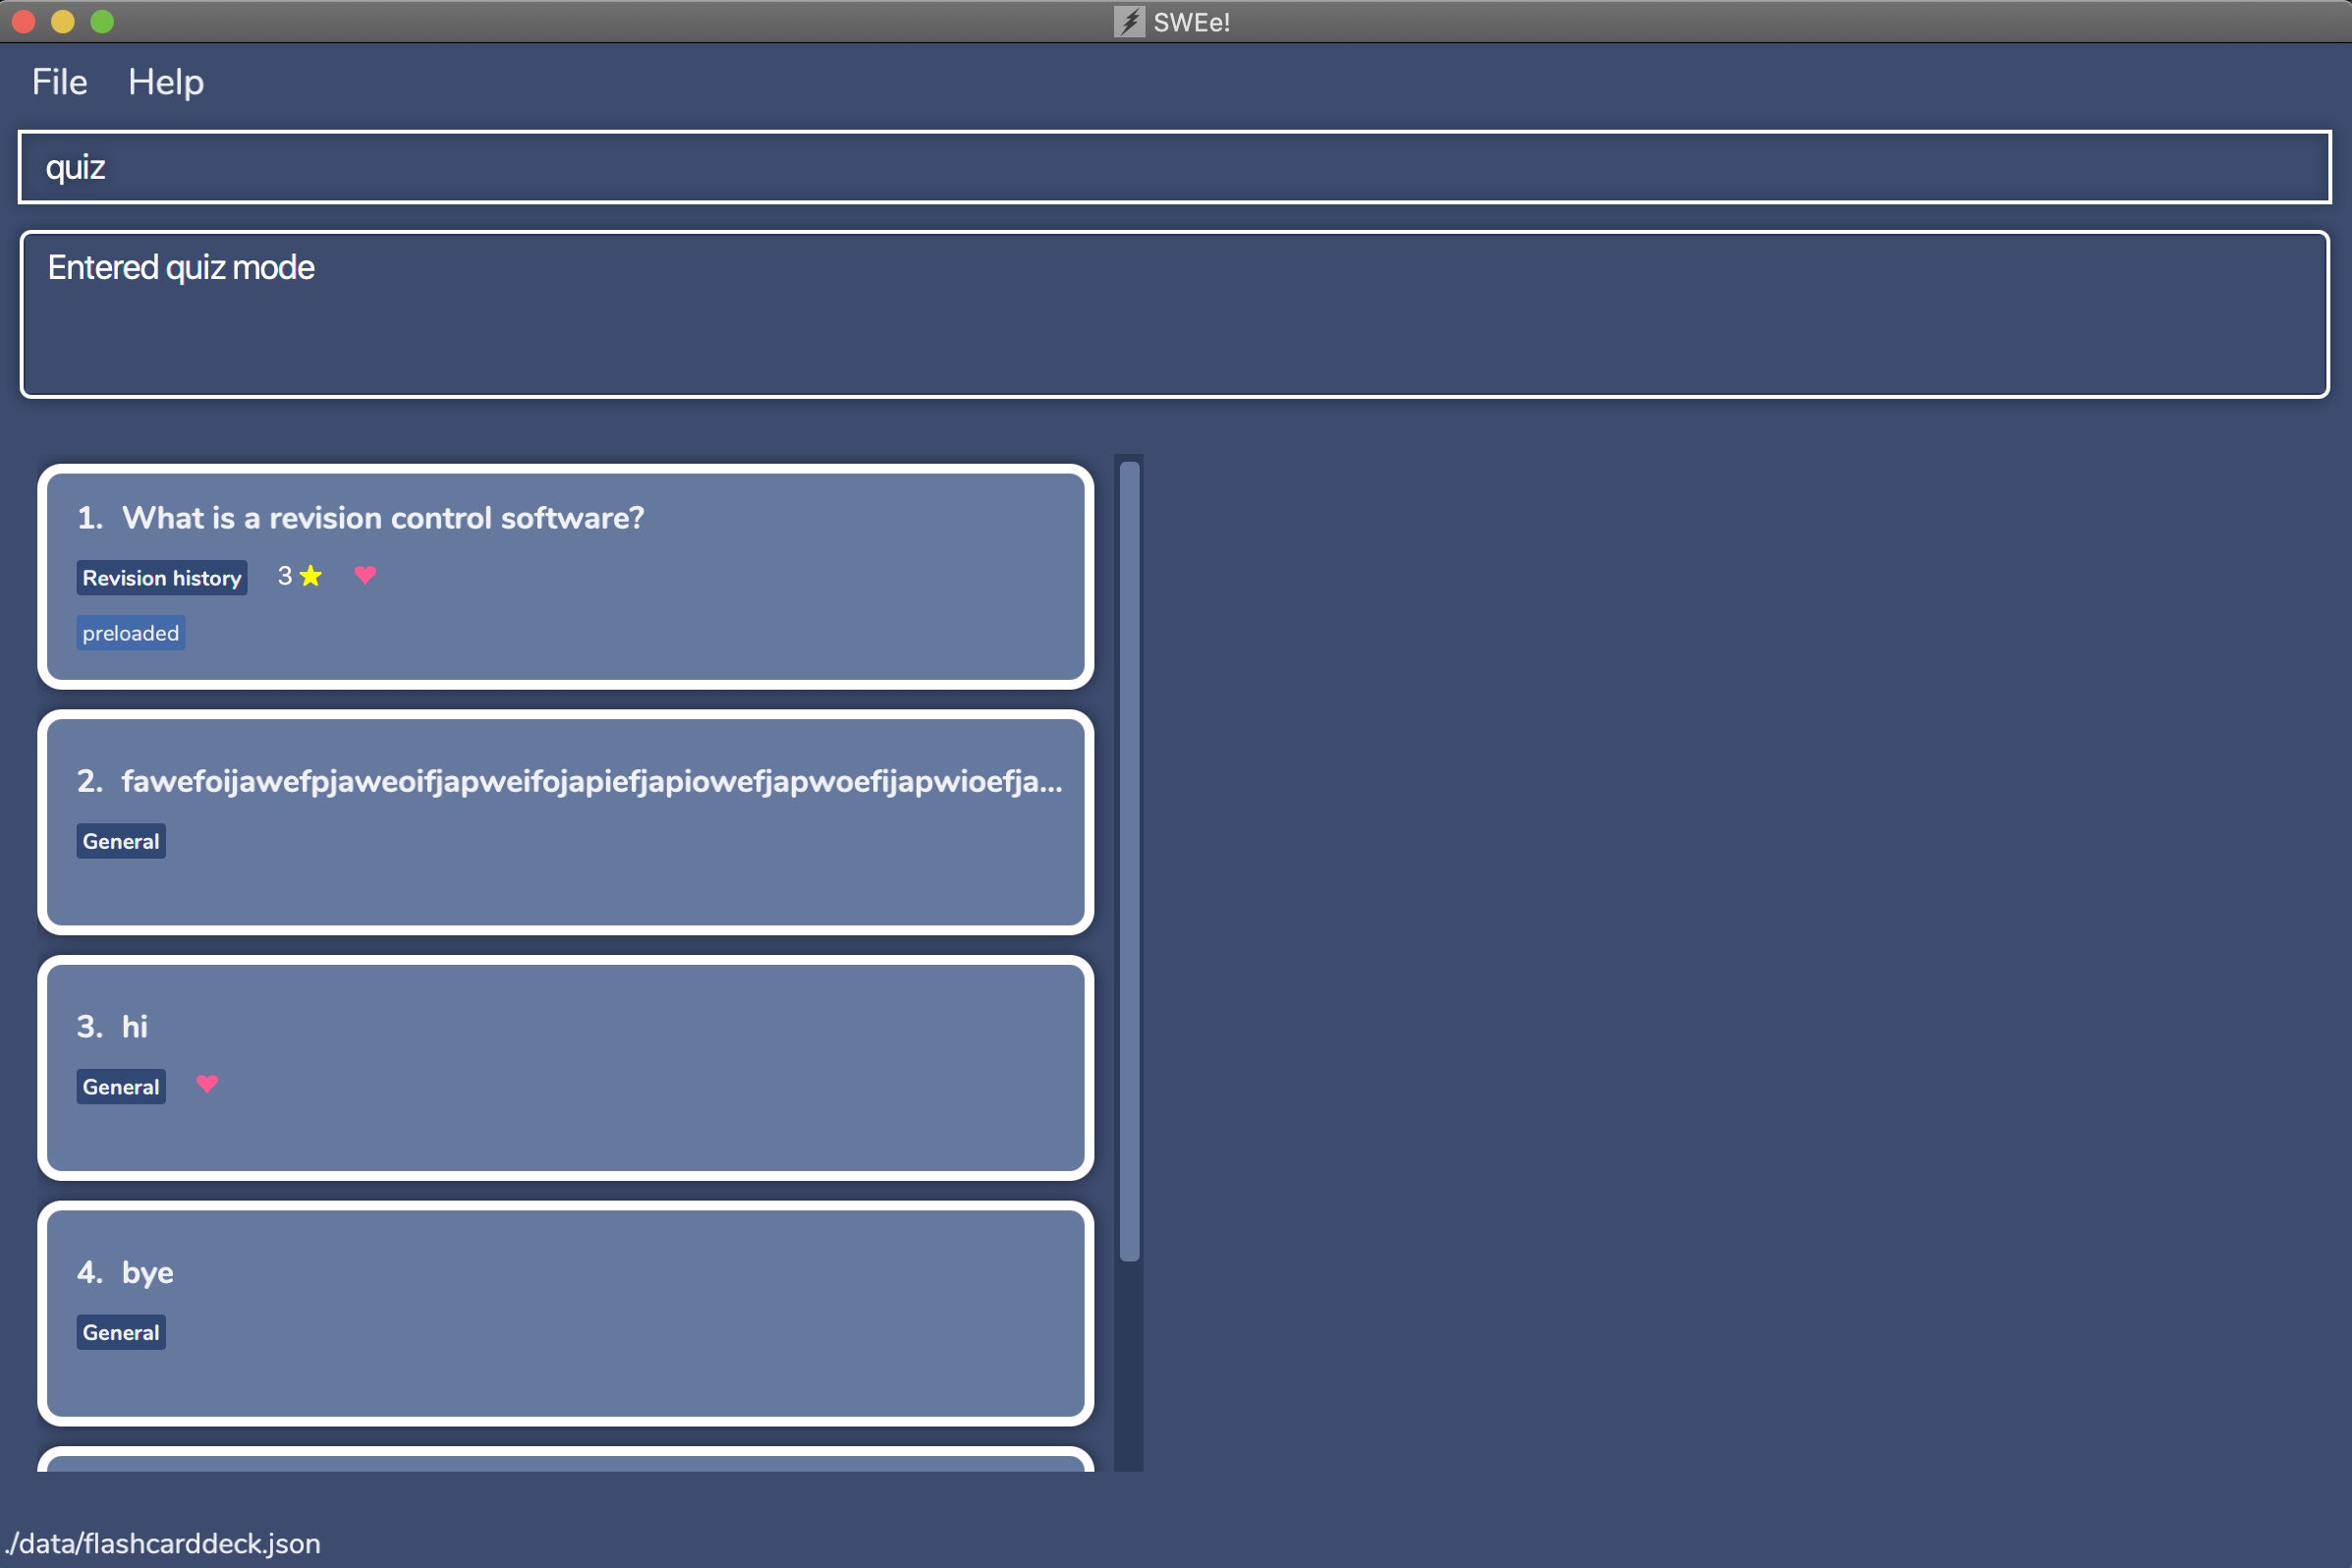 SWEe!
File Help
quiz
Entered quiz mode
1. What is a revision control software?
Revision history 3
preloaded
2. fawefoijawefpjaweoifjapweifojapiefjapiowefjapwoefijapwioefja...
General
3. hi
General
4. bye
General
./data/flashcarddeck.json